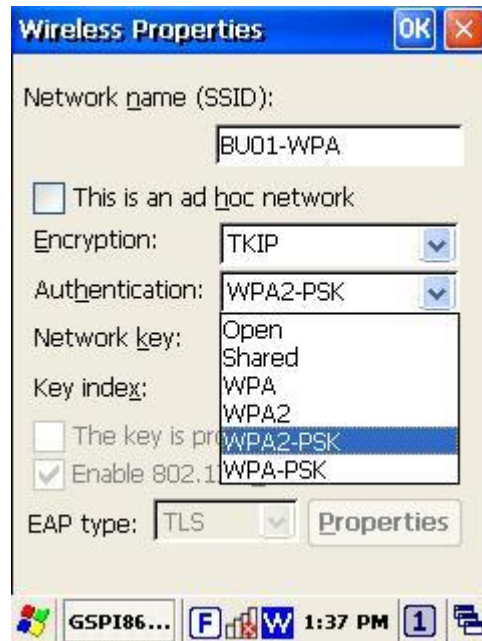 Wireless Properties OK
Network name (SSID):
BU01-WPA
This is an ad hoc network
Encryption: TKIP
Authentication: WPA2-PSK
Network key:
Open
Shared
WPA
Key index:
WPA2
The key is pr
WPA2-PSK
Enable 802.1
WPA-PSK
EAP type: TLS Properties
GSPI86... F W 1:37 PM 1